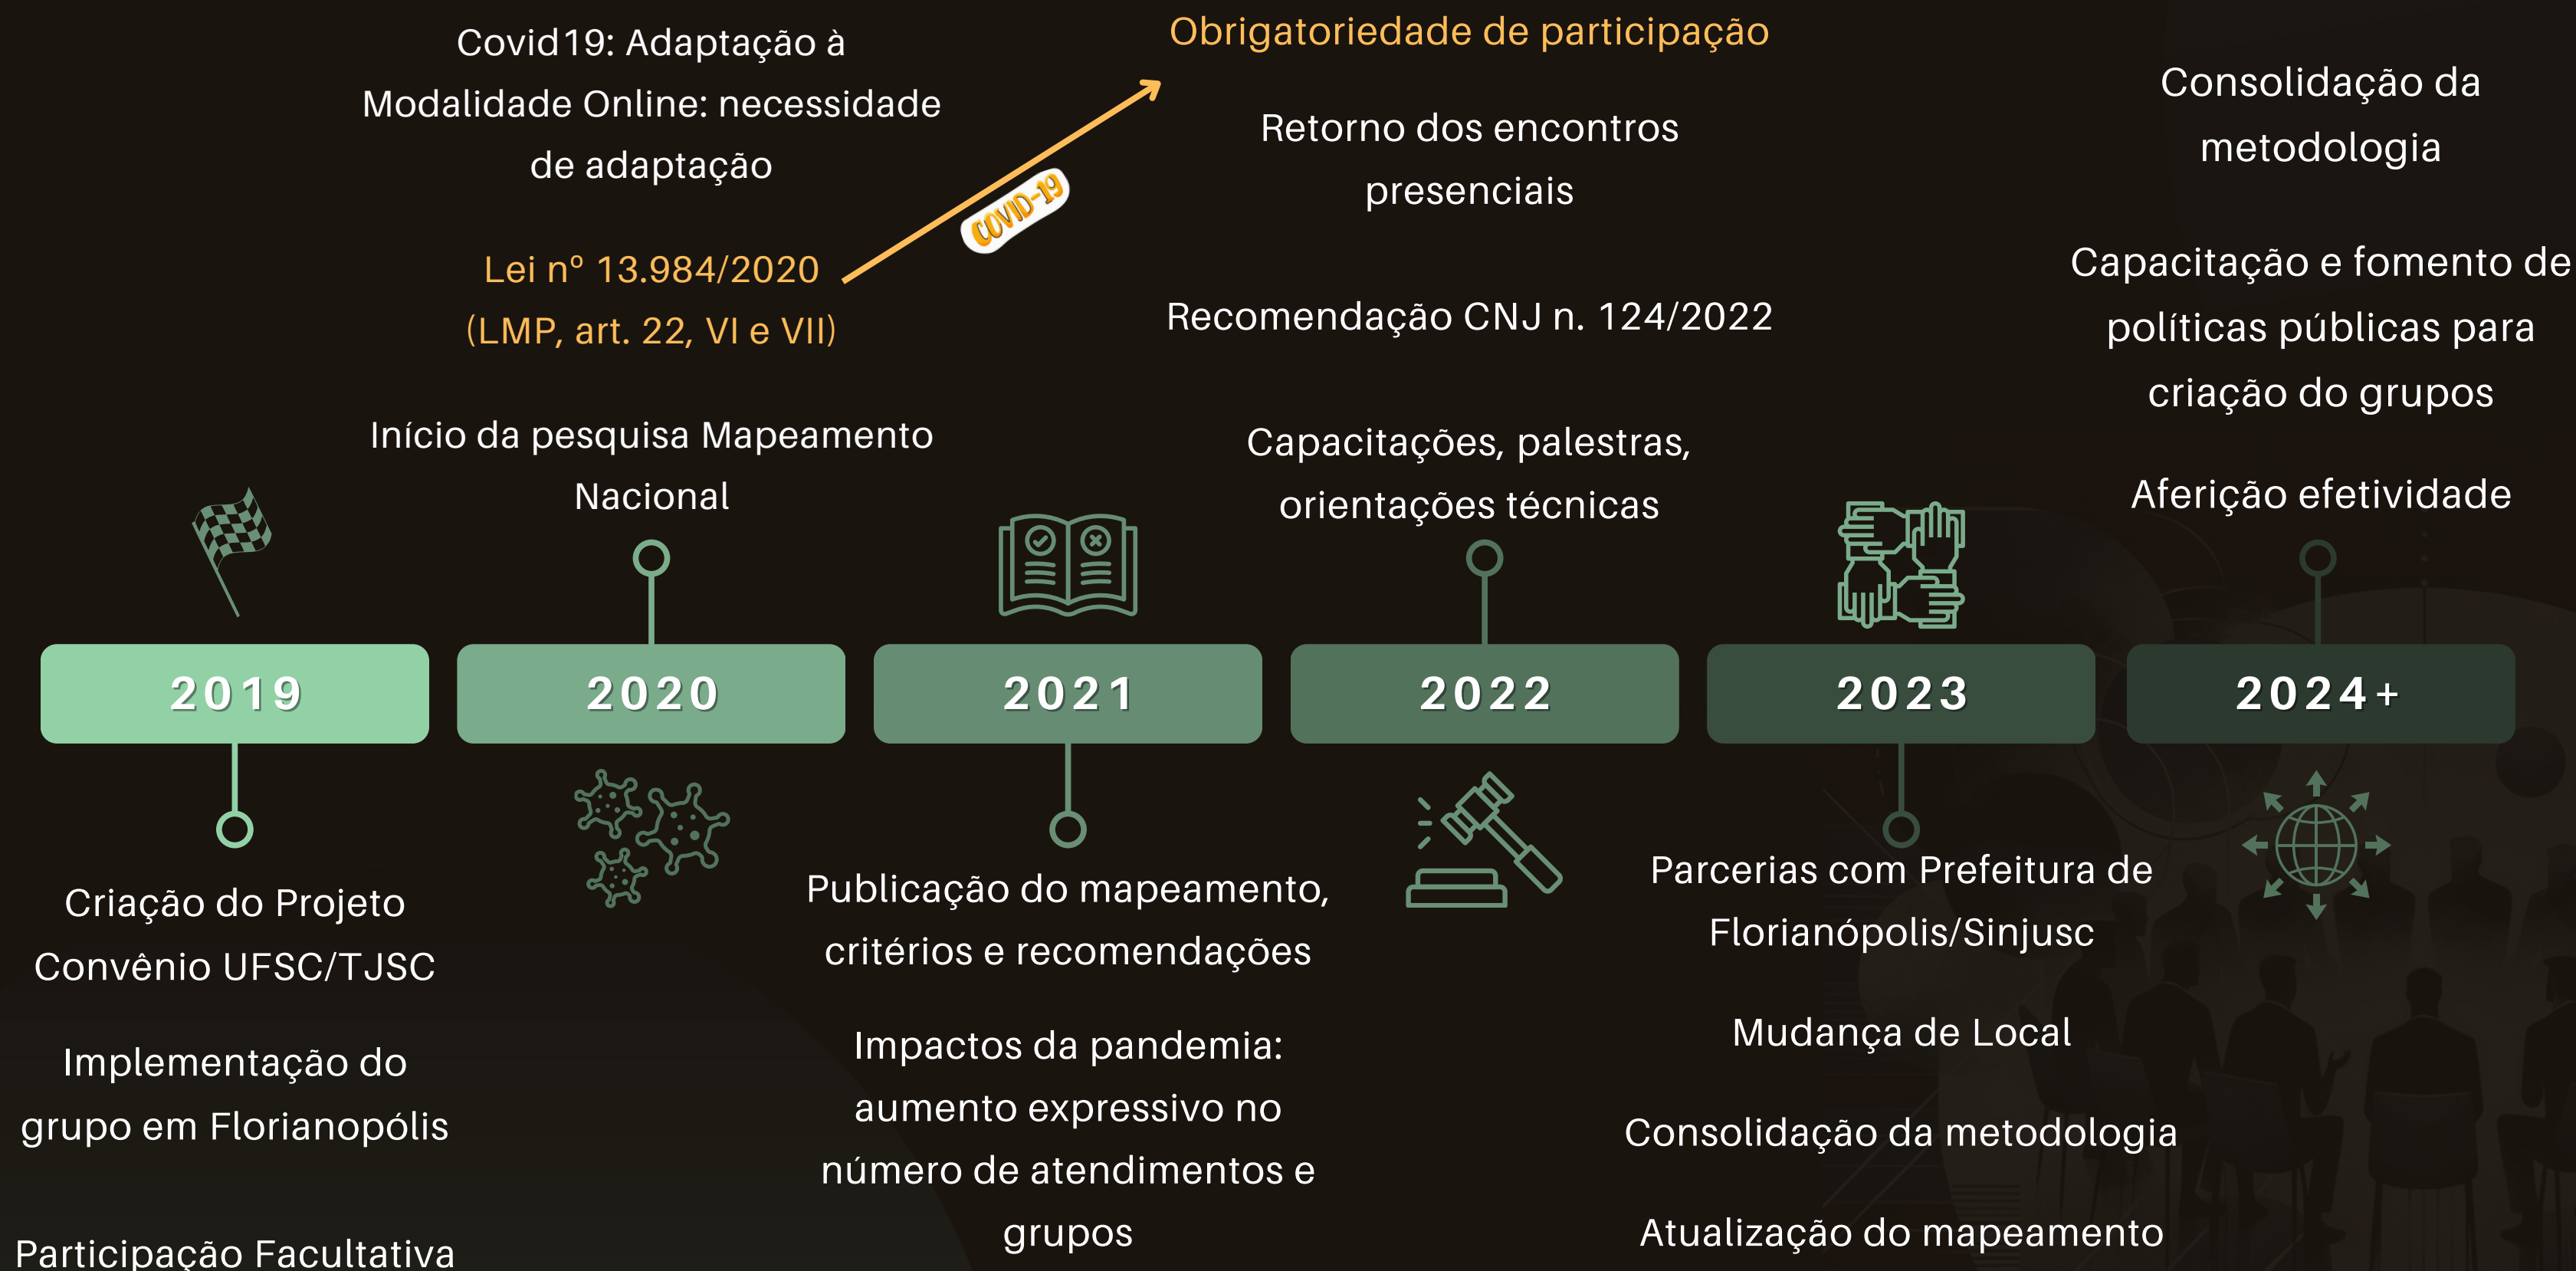 Covid19: Adaptação à
Modalidade Online: necessidade
de adaptação
Lei nº 13.984/2020
(LMP, art. 22, VI e VII)
Início da pesquisa Mapeamento
Nacional
COVID-19
Obrigatoriedade de participação
Retorno dos encontros
presenciais
Recomendação CNJ n. 124/2022
Capacitações, palestras,
orientações técnicas
Consolidação da
metodologia
Capacitação e fomento de
políticas públicas para
criação do grupos
Aferição efetividade
2019
2020
2021
2022
2023
2024+
Criação do Projeto
Convênio UFSC/TJSC
Implementação do
grupo em Florianopólis
Participação Facultativa
Publicação do mapeamento,
critérios e recomendações
Impactos da pandemia:
aumento expressivo no
número de atendimentos e
grupos
Parcerias com Prefeitura de
Florianópolis/Sinjusc
Mudança de Local
Consolidação da metodologia
Atualização do mapeamento